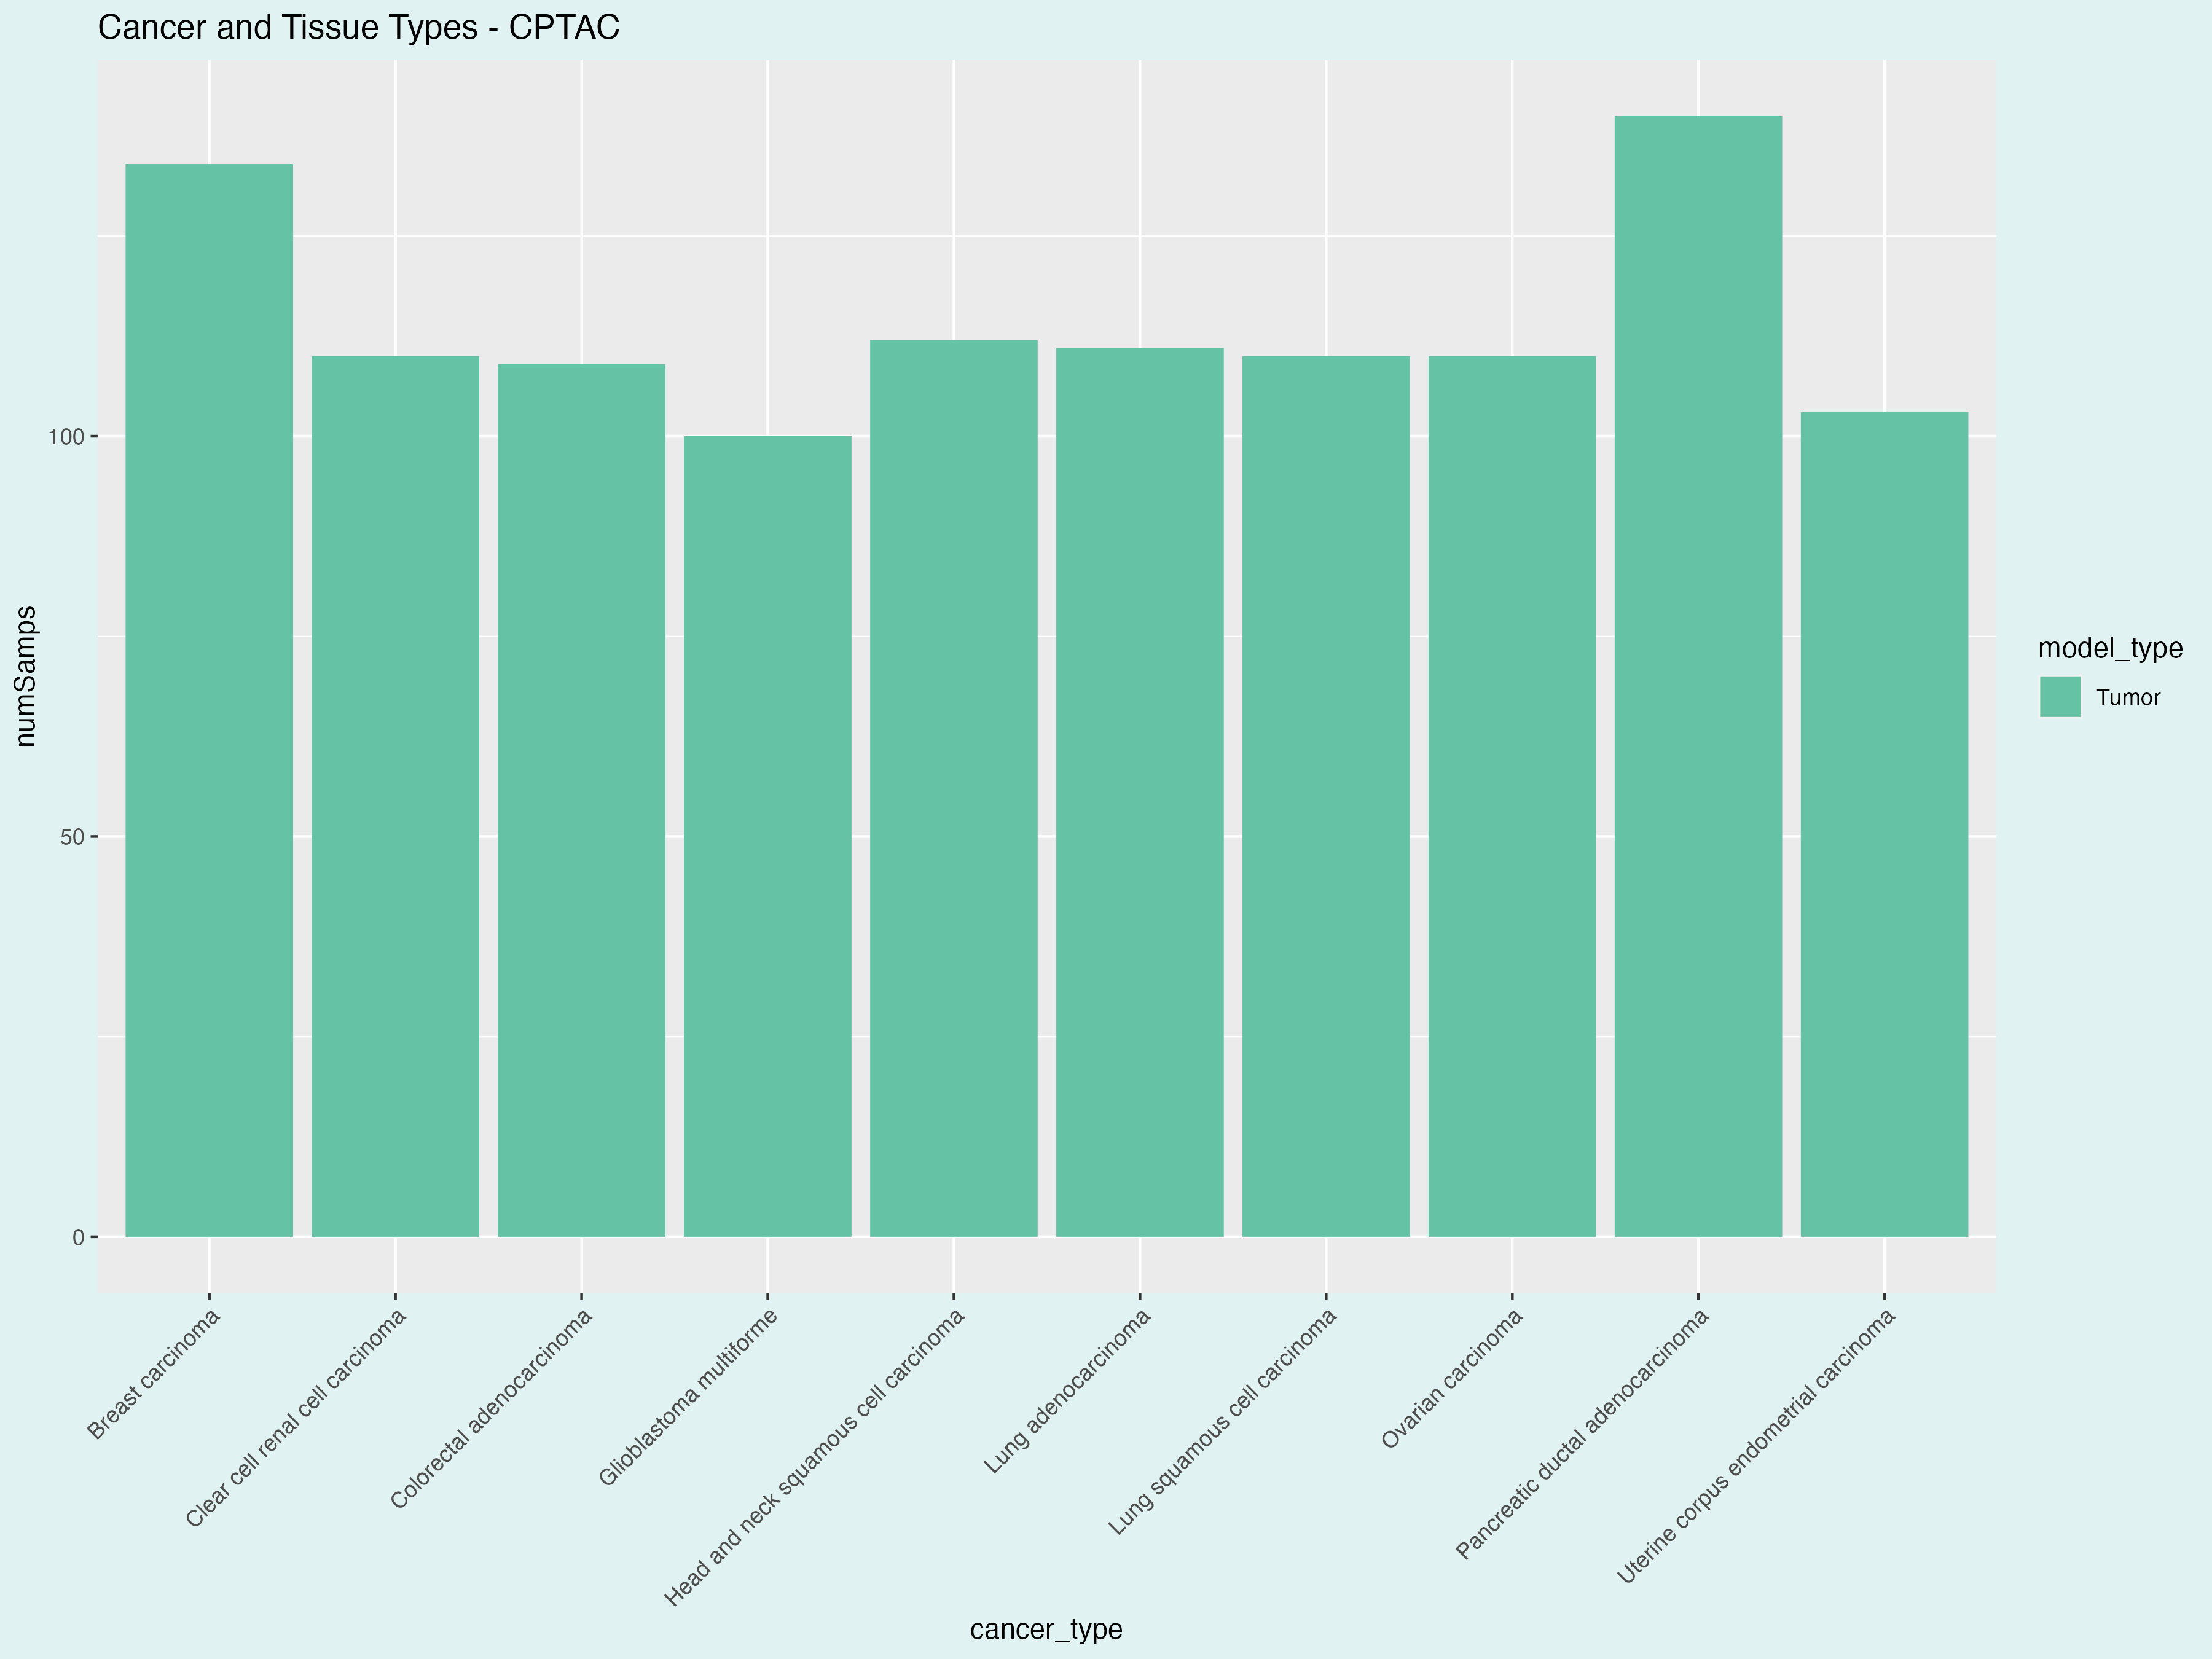 Cancer and Tissue Types - CPTAC
numSamps
100
50
0
Breast carcinoma
Clear cell renal cell carcinoma
Colorectal adenocarcinoma
Glioblastoma multiforme
Head and neck squamous cell carcinoma
Lung adenocarcinoma
Lung squamous cell carcinoma
Ovarian carcinoma
Pancreatic ductal adenocarcinoma
Uterine corpus endometrial carcinoma
cancer_type
model_type
Tumor